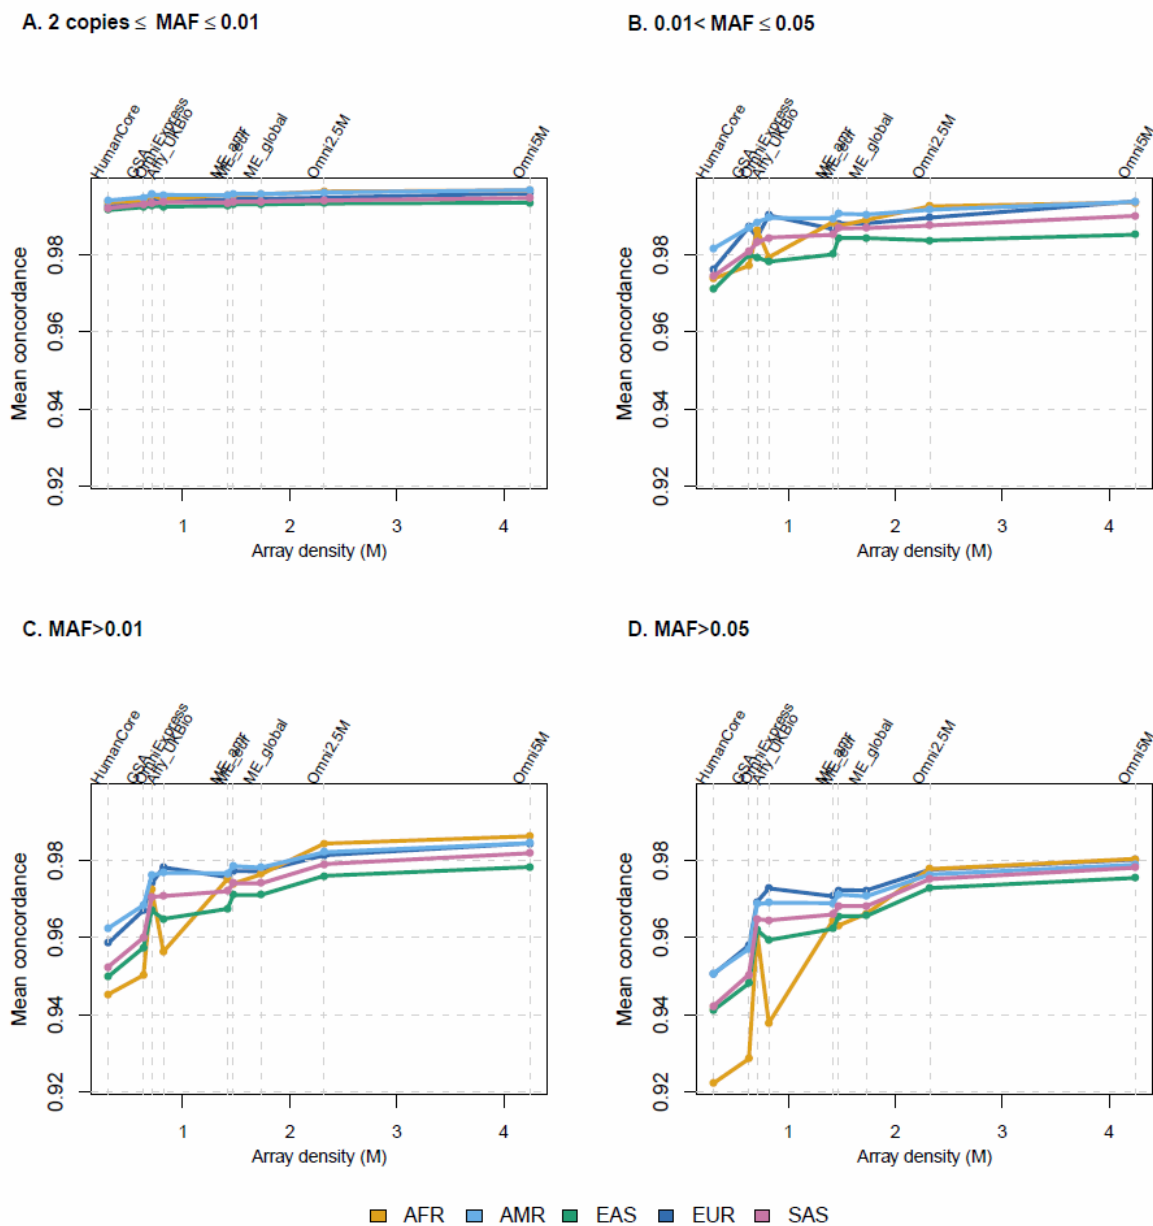 A. 2 copies ≤ MAF ≤ 0.01
B. 0.01< MAF ≤ 0.05
HumanCore
GSA
OmniExpress
Affy_UKBio
ME_eur
ME_global
Omni2.5M
Omni5M
HumanCore
GSA
OmniExpress
Affy_UKBio
ME_eur
ME_global
Omni2.5M
Omni5M
Mean concordance
0.98
0.96
0.94
0.92
Mean concordance
0.98
0.96
0.94
0.92
1 2 3 4
1 2 3 4
Array density (M)
Array density (M)
C. MAF>0.01
D. MAF>0.05
HumanCore
GSA
OmniExpress
Affy_UKBio
ME_eur
ME_global
Omni2.5M
Omni5M
HumanCore
GSA
OmniExpress
Affy_UKBio
ME_eur
ME_global
Omni2.5M
Omni5M
Mean concordance
0.98
0.96
0.94
0.92
Mean concordance
0.98
0.96
0.94
0.92
1 2 3 4
1 2 3 4
Array density (M)
Array density (M)
AFR AMR EAS EUR SAS